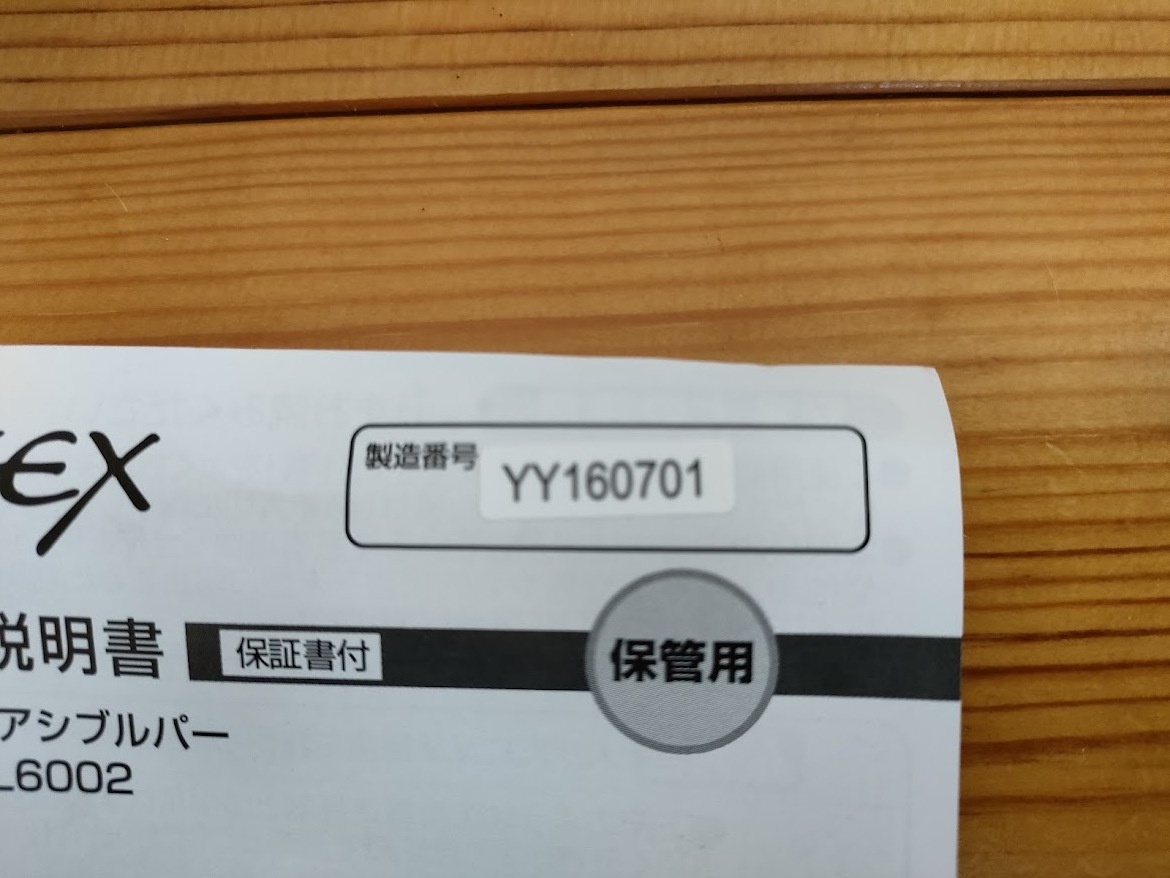 EX
製造番号 YY160701
説明書 保証書付 保管用
アシブルパー
L6002